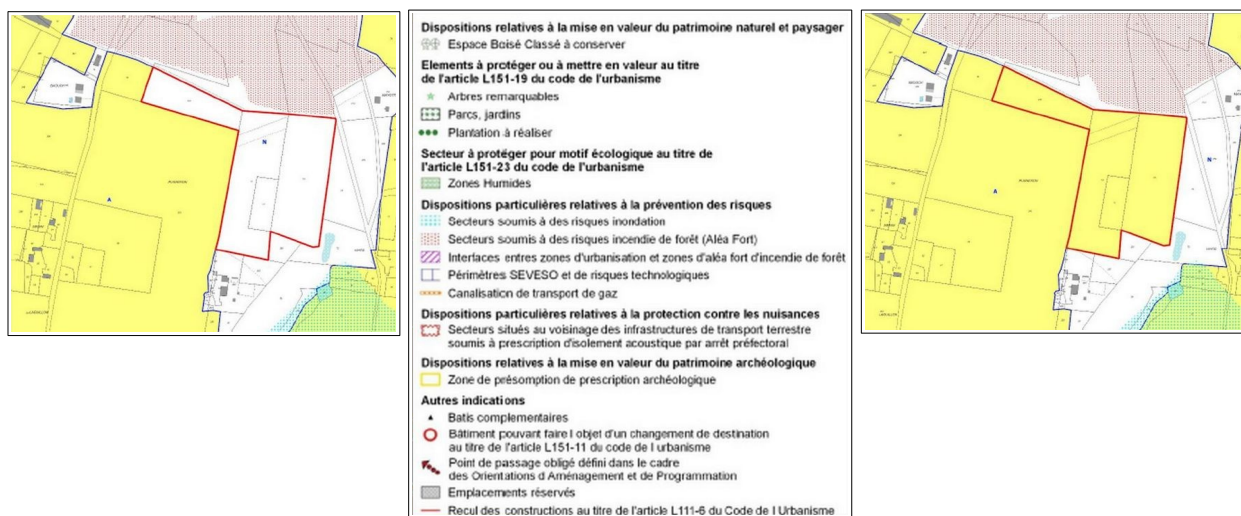 Dispositions relatives à la mise en valeur du patrimoine naturel et paysager
Espace Boisé Classé à conserver
Elements à protéger ou à mettre en valeur au titre
de l'article L151-19 du code de l'urbanisme
Arbres remarquables
Parcs, jardins
Plantation à réaliser
Secteur à protéger pour motif écologique au titre de
l'article L151-23 du code de l'urbanisme
Zones Humides
Dispositions particulières relatives à la prévention des risques
Secteurs soumis à des risques inondation
Secteurs soumis à des risques incendie de forêt (Aléa Fort)
Interfaces entres zones d'urbanisation et zones d'aléa fort d'incendie de forêt
Périmètres SEVESO et de risques technologiques
Canalisation de transport de gaz
Dispositions particulières relatives à la protection contre les nuisances
Secteurs situés au voisinage des infrastructures de transport terrestre
soumis à prescription d'isolement acoustique par arrêt préfectoral
Dispositions relatives à la mise en valeur du patrimoine archéologique
Zone de présomption de prescription archéologique
Autres indications
Batis complementaires
Bâtiment pouvant faire l objet d'un changement de destination
au titre de l'article L151-11 du code de l urbanisme
Point de passage obligé défini dans le cadre
des Orientations d Aménagement et de Programmation
Emplacements réservés
Recul des constructions au titre de l'article L111-6 du Code de l Urbanisme
N
A
N
A